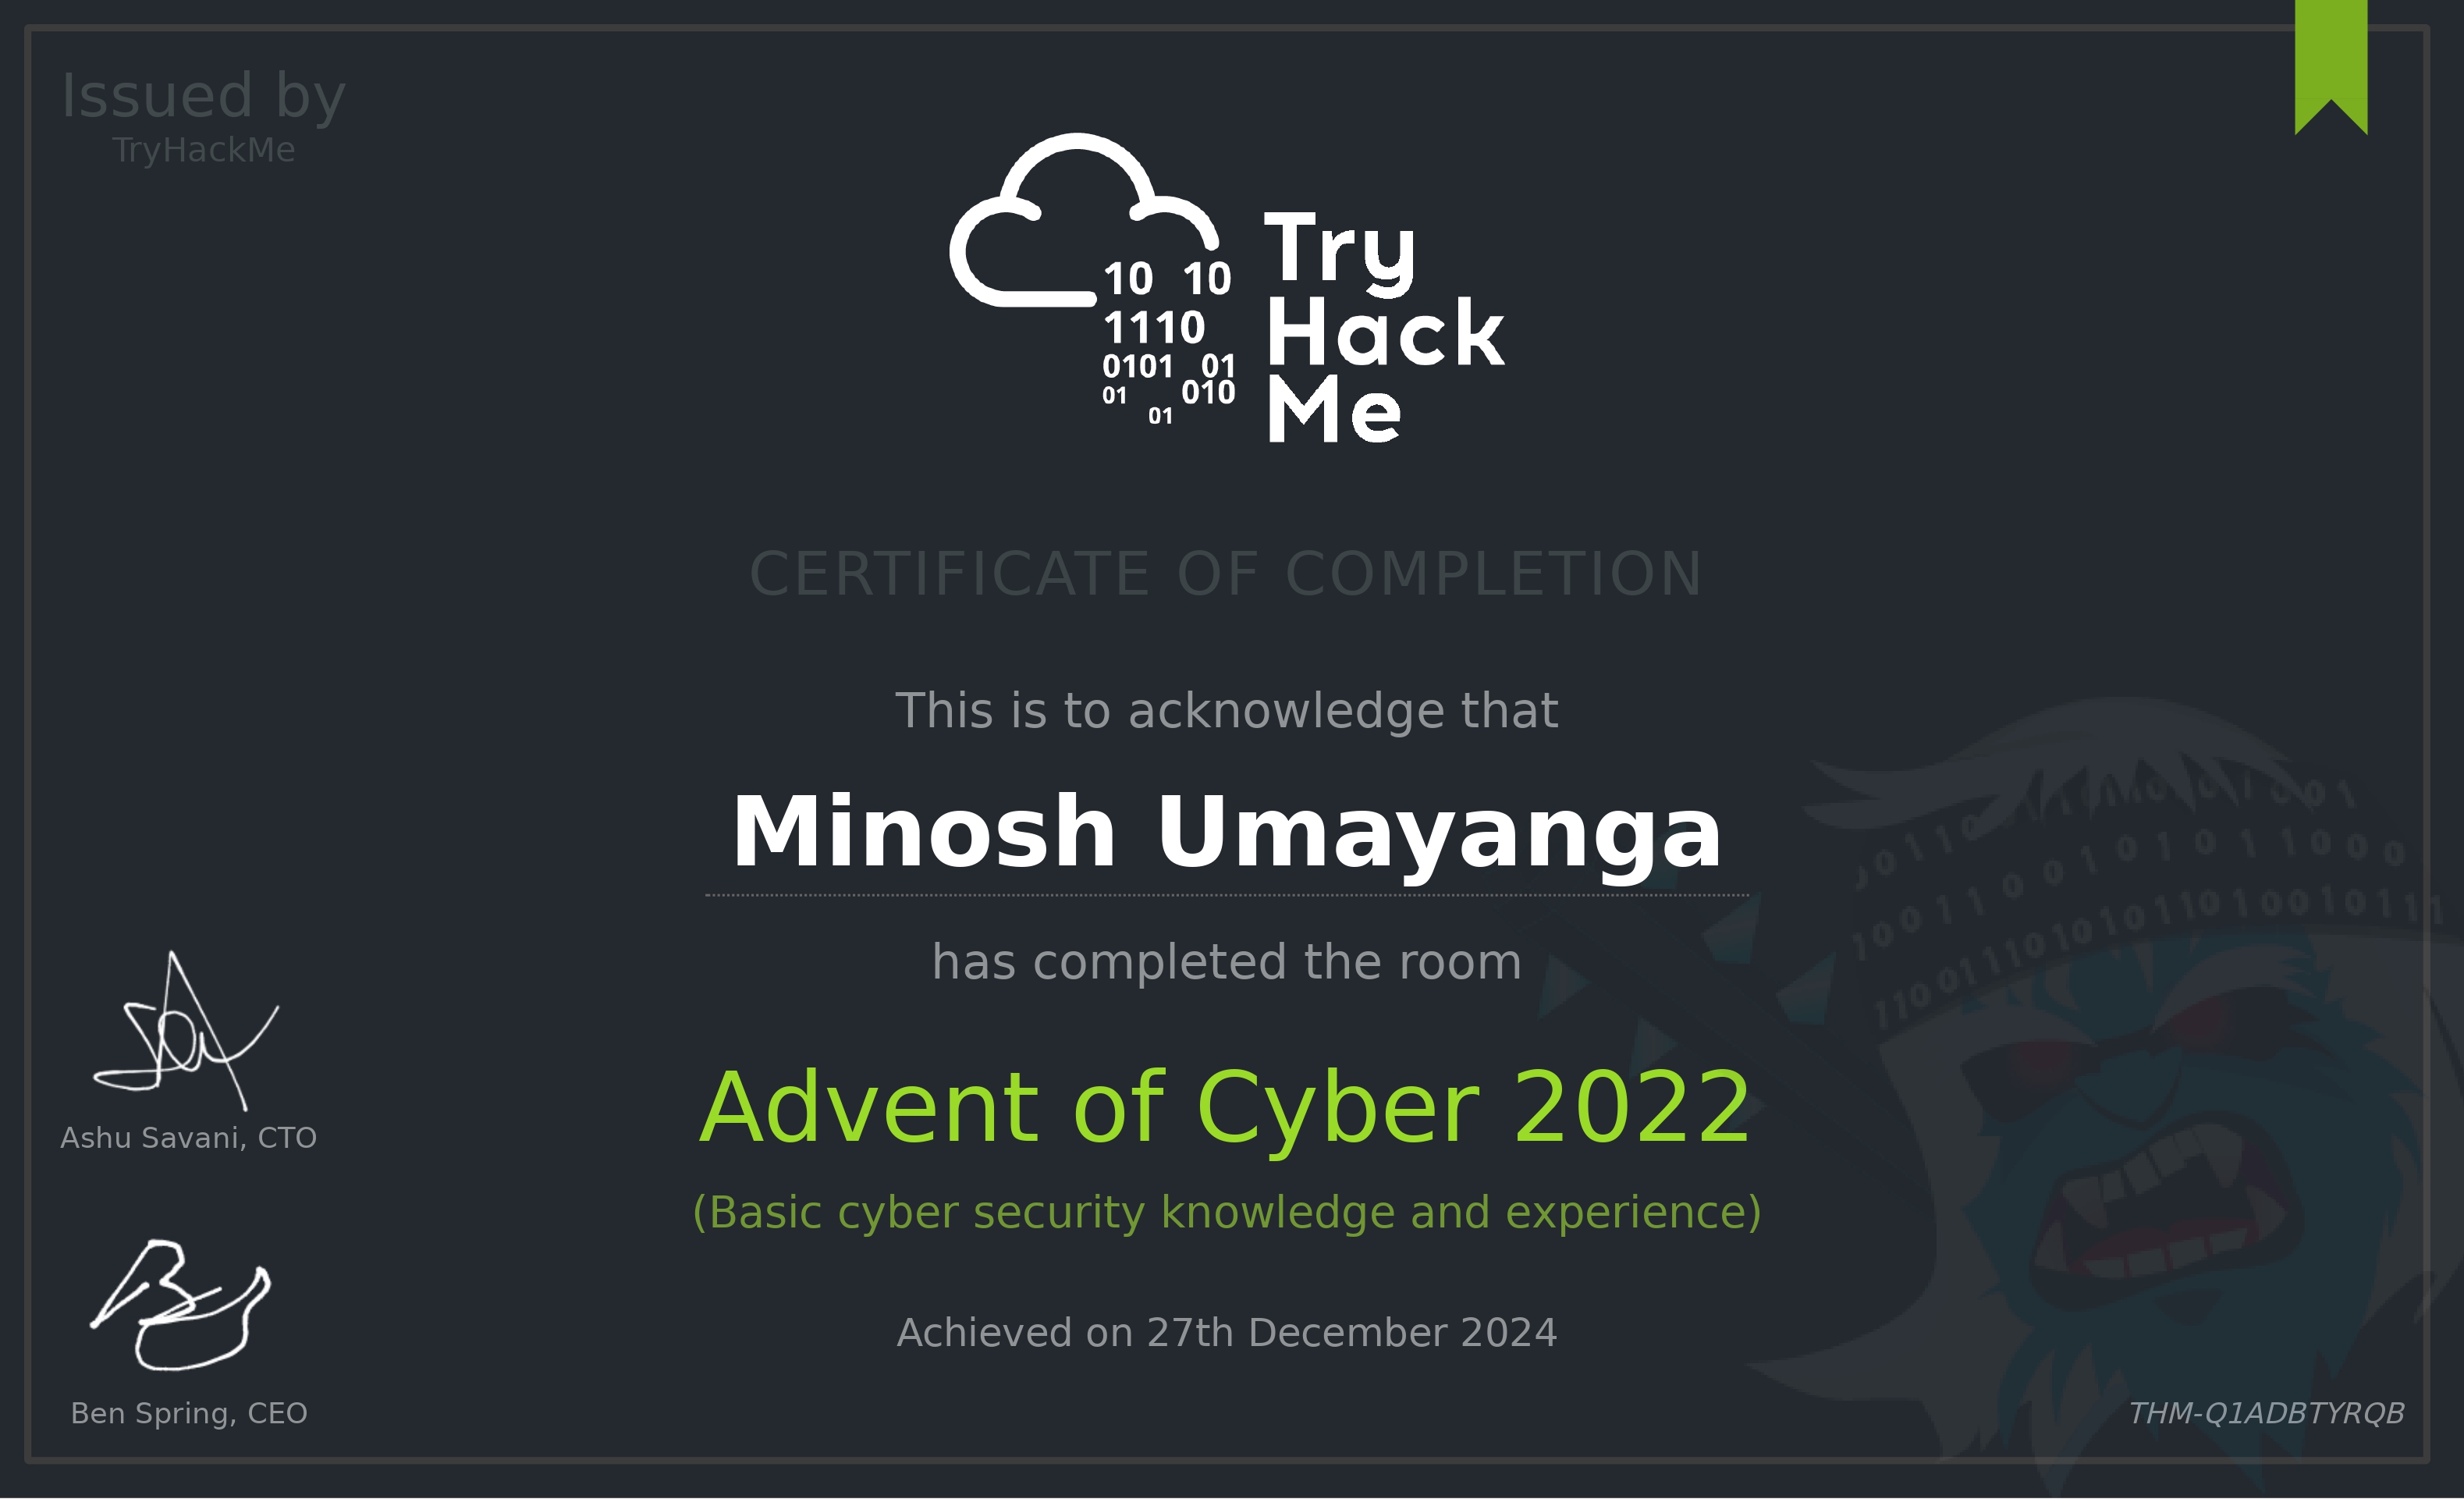 Issued by
TryHackMe
10 10
1110
0101 01
01 010
01
Try
Hack
Me
CERTIFICATE OF COMPLETION
This is to acknowledge that
Minosh Umayanga
has completed the room
Advent of Cyber 2022
(Basic cyber security knowledge and experience)
Achieved on 27th December 2024
Ashu Savani, CTO
Ben Spring, CEO
THM-Q1ADBTYRQB